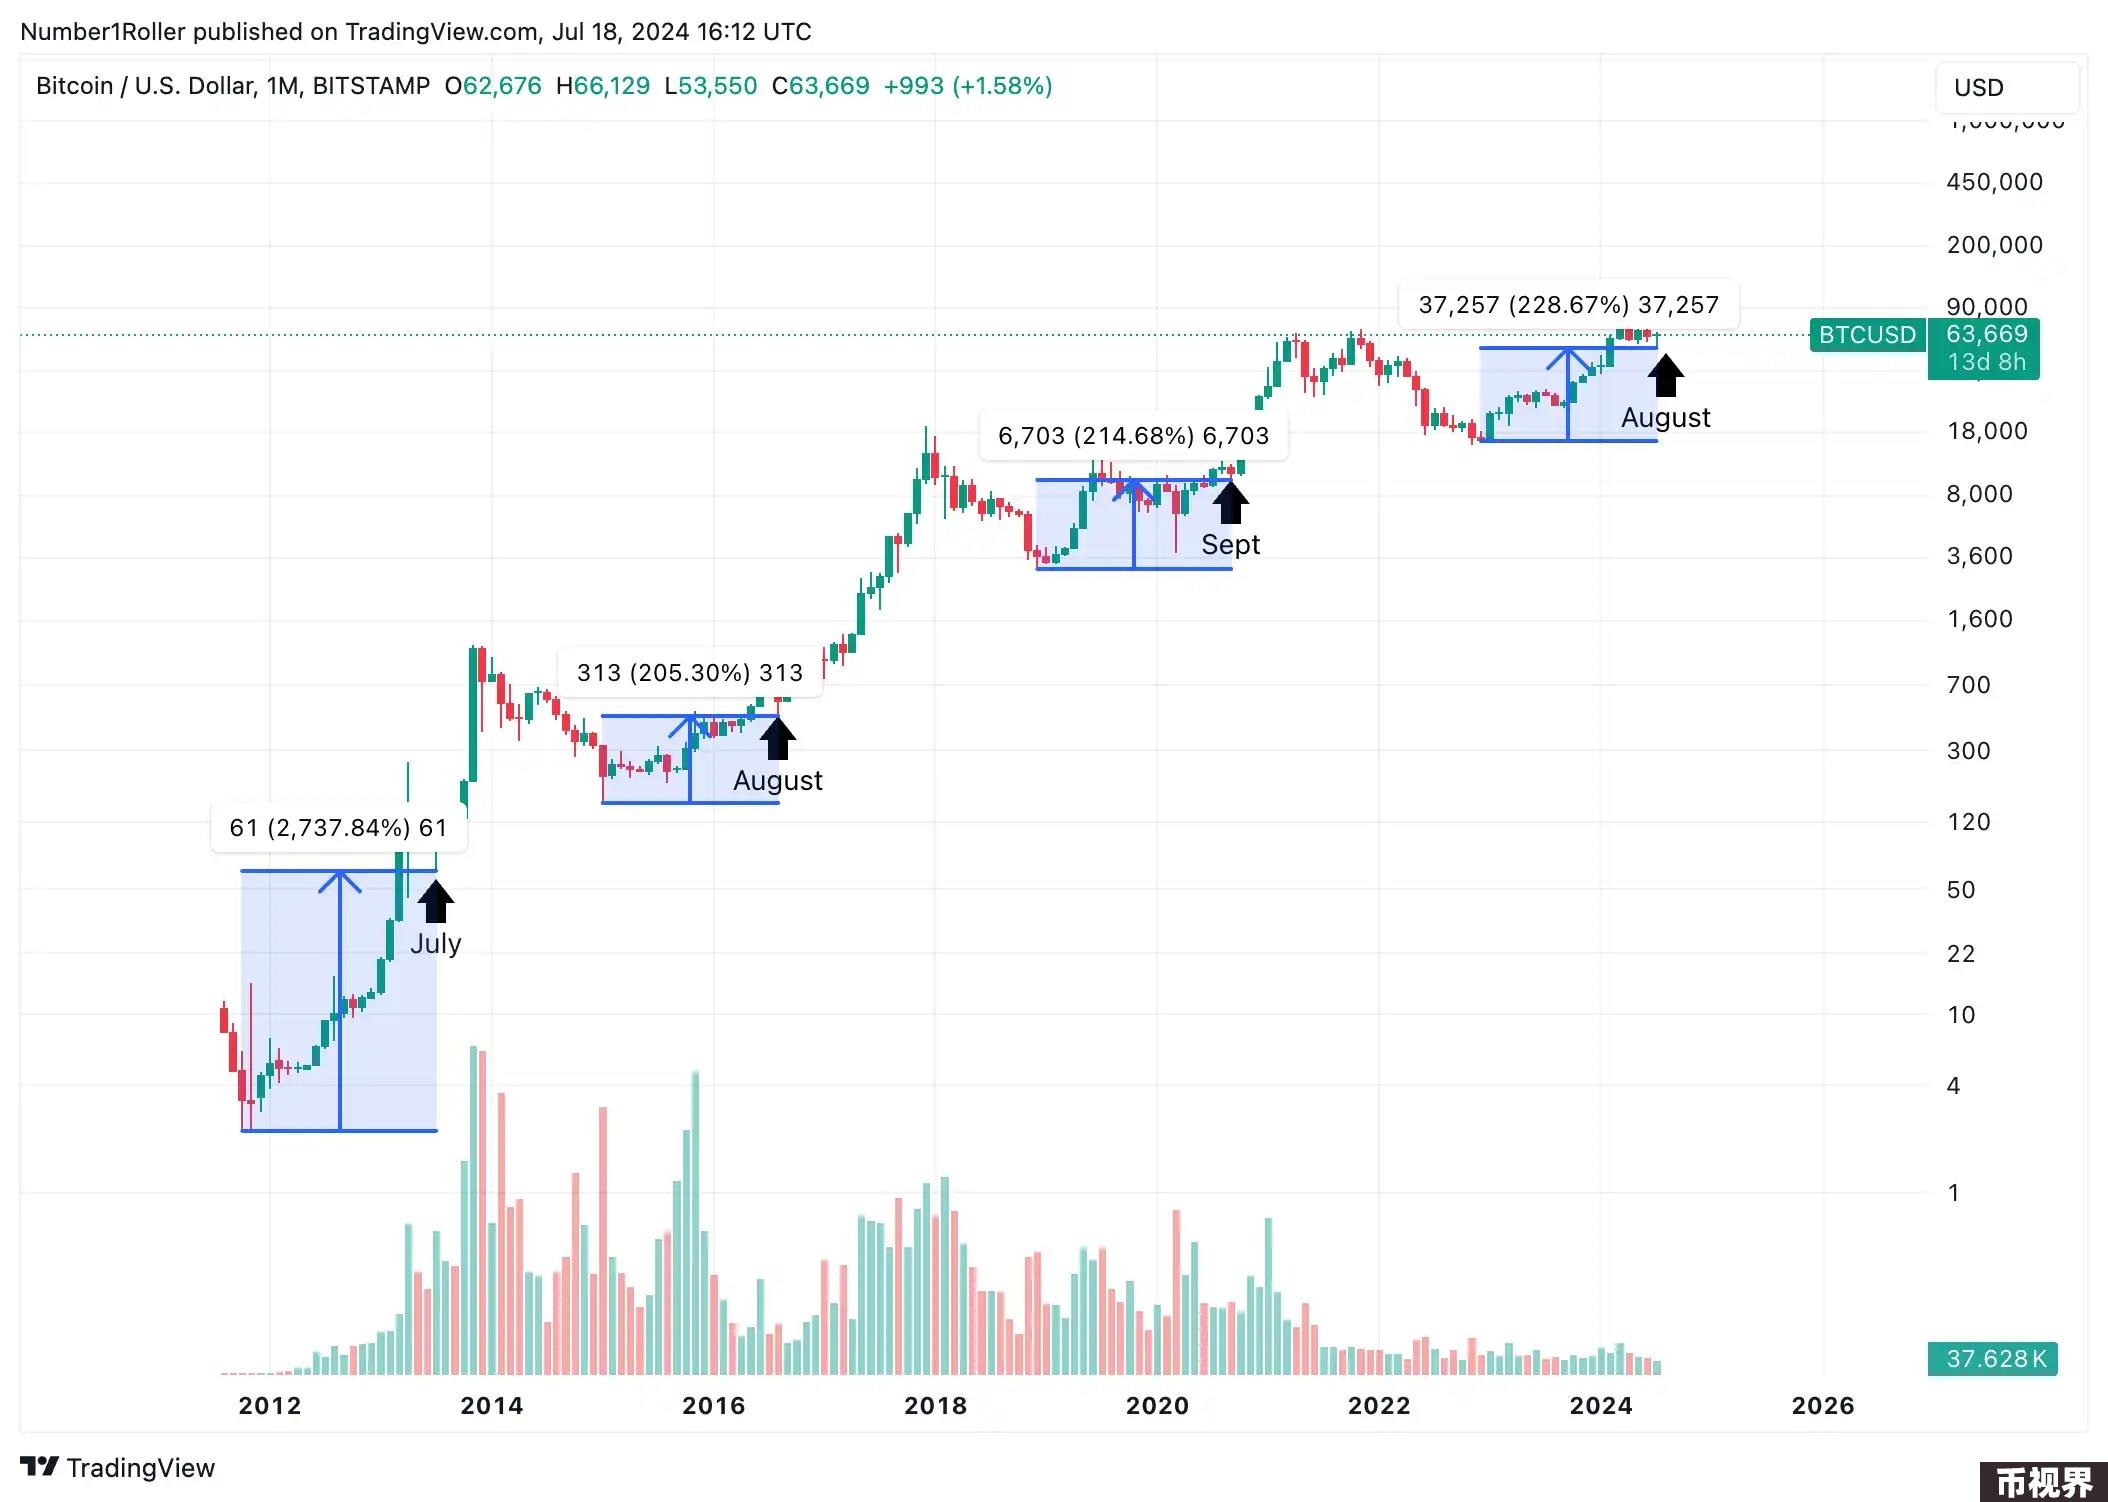 Number1Roller published on TradingView.com, Jul 18, 2024 16:12 UTC
Bitcoin / U.S. Dollar, 1M, BITSTAMP O62,676 H66,129 L53,550 C63,669 +993 (+1.58%)
USD
1,000,000
450,000
200,000
90,000
37,257 (228.67%) 37,257
BTCUSD 63,669
13d 8h
August
18,000
6,703 (214.68%) 6,703
8,000
Sept
3,600
1,600
313 (205.30%) 313
700
300
August
120
61 (2,737.84%) 61
50
July
22
10
4
1
37.628K
2012 2014 2016 2018 2020 2022 2024 2026
TradingView
币视界